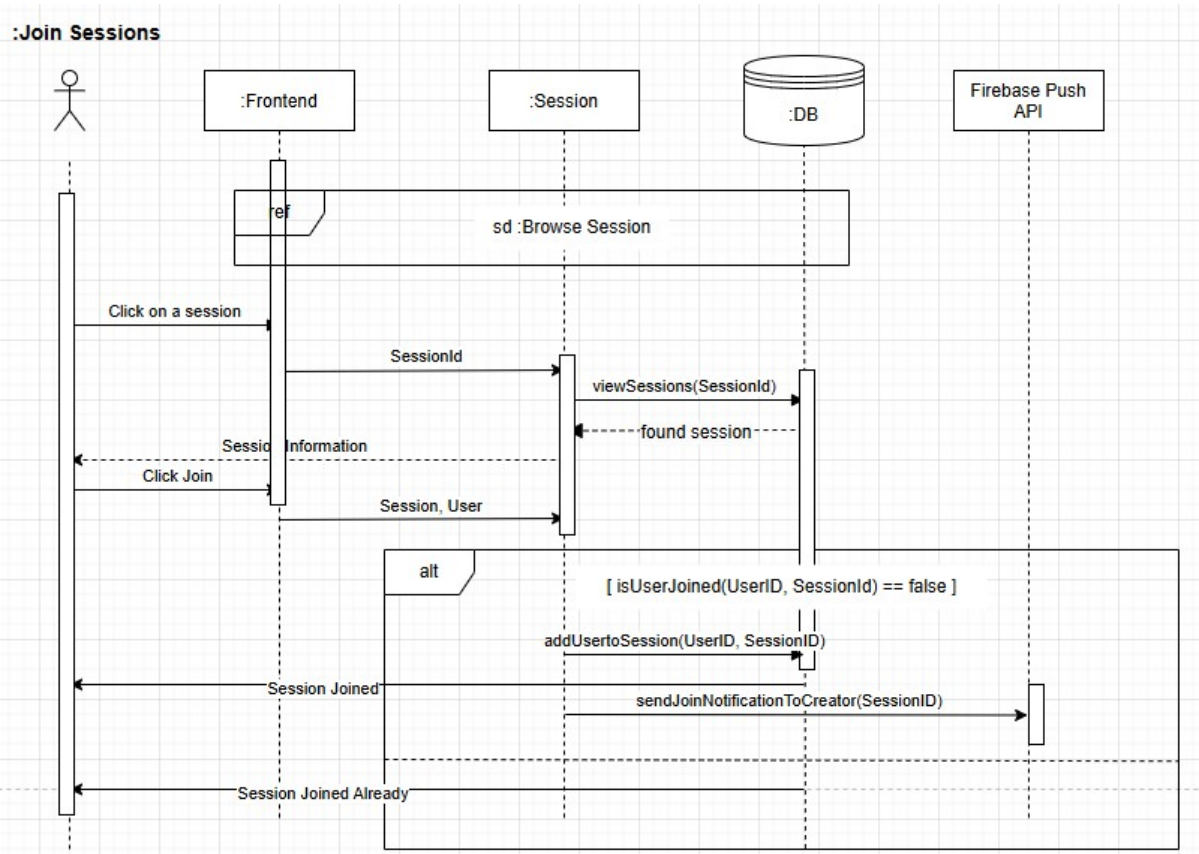 :Join Sessions
:Frontend
:Session
:DB
Firebase Push
API
ref
sd :Browse Session
Click on a session
SessionId
viewSessions(SessionId)
found session
Session Information
Click Join
Session, User
alt
[ isUserJoined(UserID, SessionId) == false ]
addUsertoSession(UserID, SessionID)
Session Joined
sendJoinNotificationToCreator(SessionID)
Session Joined Already